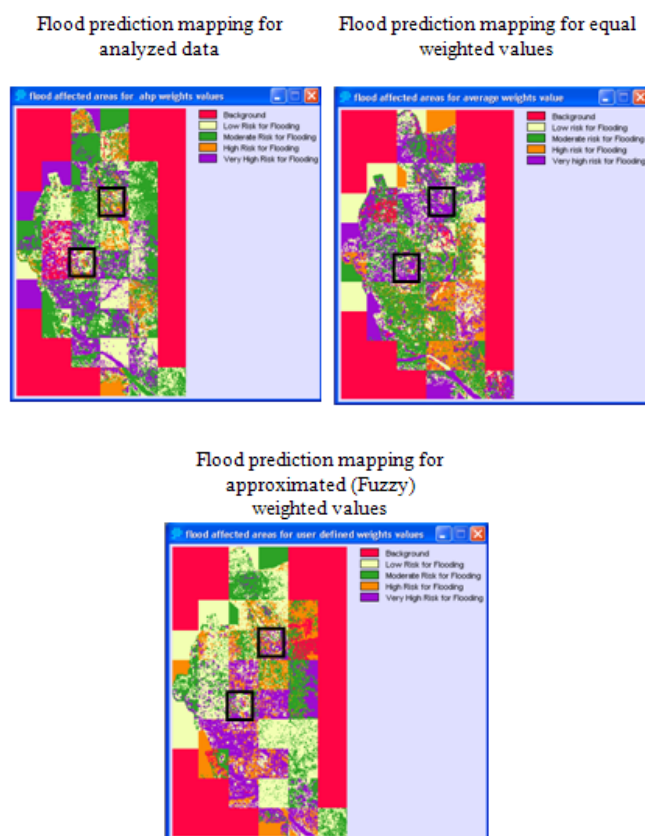 Flood prediction mapping for
analyzed data
Flood prediction mapping for equal
weighted values
flood affected areas for ahp weights values
Background
Low Risk for Flooding
Moderate Risk for Flooding
High Risk for Flooding
Very High Risk for Flooding
flood affected areas for average weights value
Background
Low risk for Flooding
Moderate risk for Flooding
High risk for Flooding
Very high risk for Flooding
Flood prediction mapping for
approximated (Fuzzy)
weighted values
flood affected areas for user defined weights values
Background
Low Risk for Flooding
Moderate Risk for Flooding
High Risk for Flooding
Very High Risk for Flooding